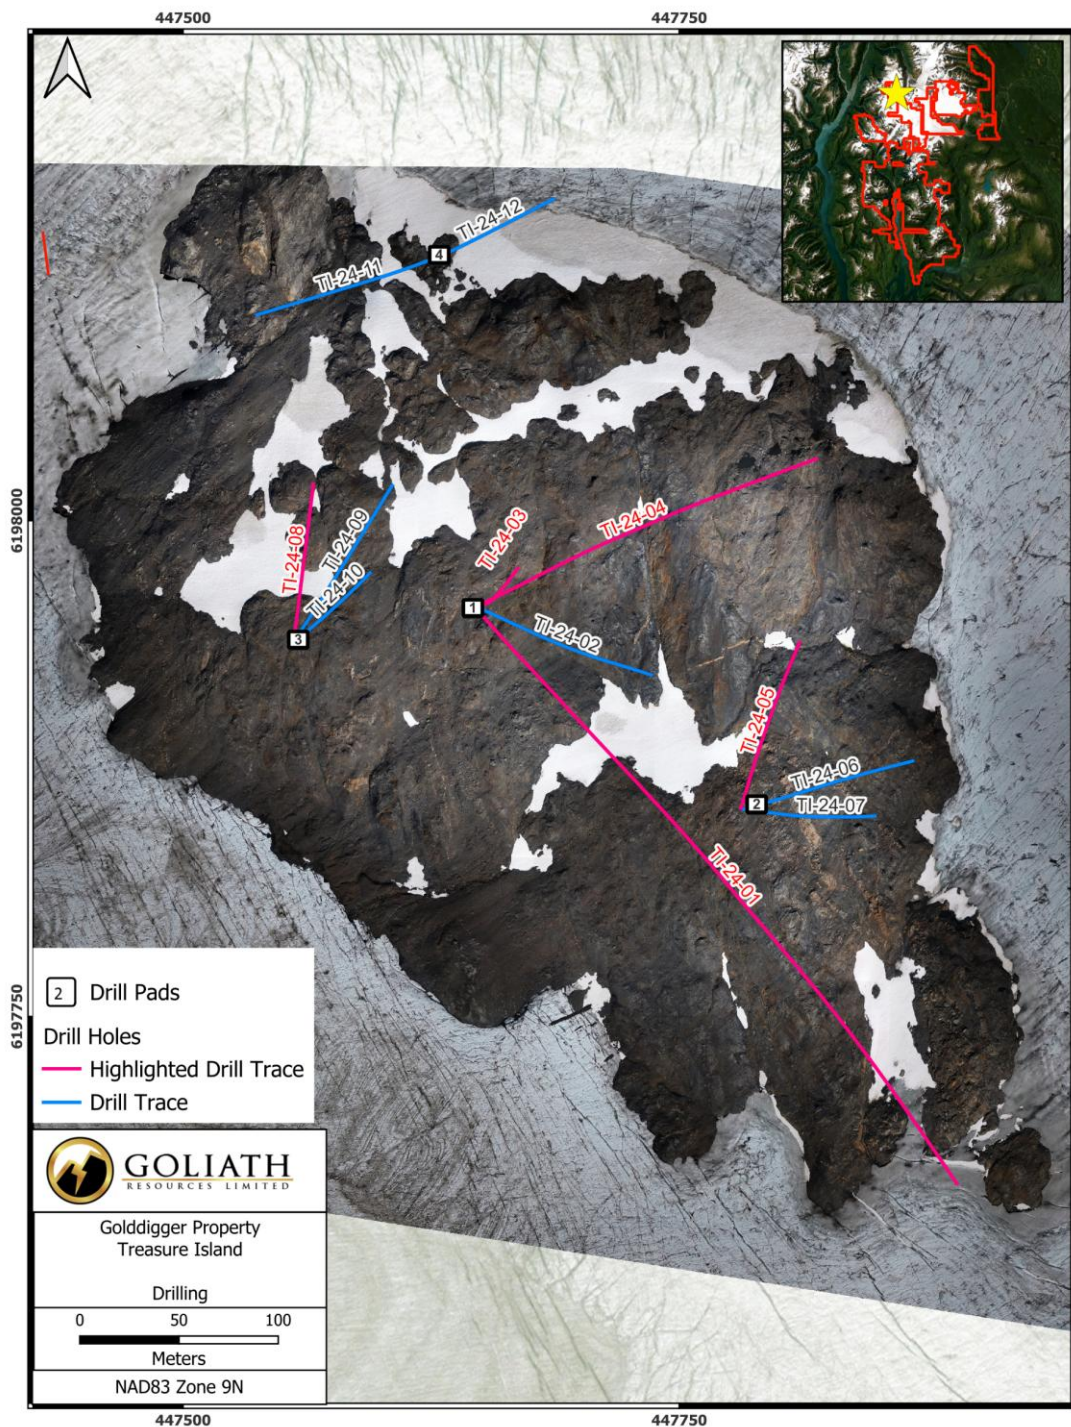 447500
447750
TI-24-12
4
TI-24-11
6198000
TI-24-08
TI-24-09
TI-24-10
3
TI-24-03
TI-24-04
1
TI-24-02
TI-24-05
TI-24-06
2
TI-24-07
TI-24-01
6197750
2 Drill Pads
Drill Holes
Highlighted Drill Trace
Drill Trace
GOLIATH
RESOURCES LIMITED
Golddigger Property
Treasure Island
Drilling
0 50 100
Meters
NAD83 Zone 9N
447500
447750